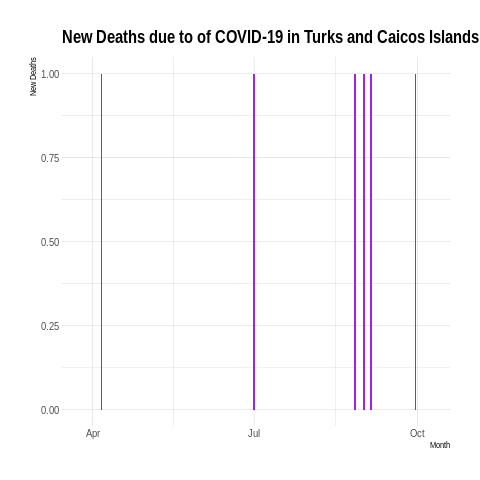 New Deaths due to of COVID-19 in Turks and Caicos Islands
New Deaths
1.00
0.75
0.50
0.25
0.00
Apr Jul Oct
Month